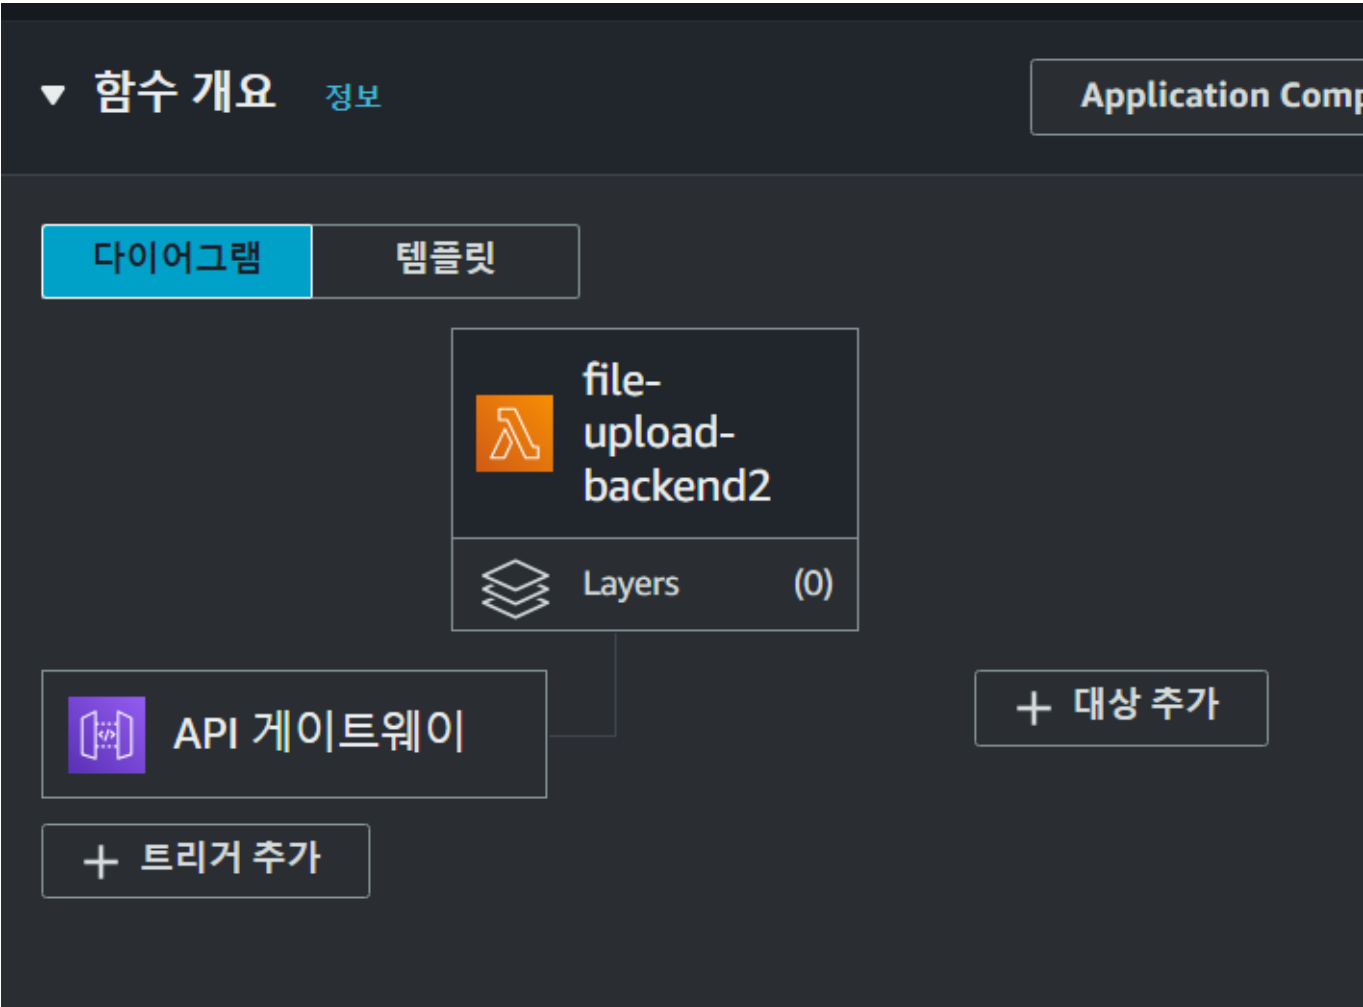 함수 개요 정보
Application Comp
다이어그램 템플릿
file-
upload-
backend2
Layers (0)
API 게이트웨이
대상 추가
트리거 추가